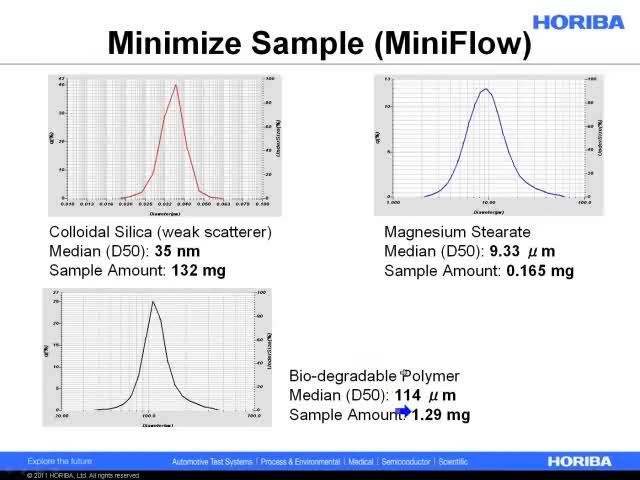 HORIBA
Minimize Sample (MiniFlow)
Colloidal Silica (weak scatterer)
Median (D50): 35 nm
Sample Amount: 132 mg
Magnesium Stearate
Median (D50): 9.33 μm
Sample Amount: 0.165 mg
Bio-degradable Polymer
Median (D50): 114 μm
Sample Amount: 1.29 mg
Explore the future
Automotive Test Systems | Process & Environmental | Medical | Semiconductor | Scientific
HORIBA
© 2011 HORIBA, Ltd. All rights reserved.